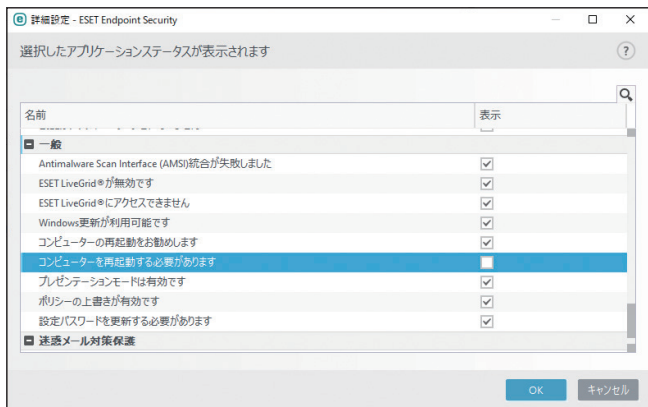 詳細設定 - ESET Endpoint Security
選択したアプリケーションステータスが表示されます
?
名前 表示
一般
Antimalware Scan Interface (AMSI)統合が失敗しました
ESET LiveGrid®が無効です
ESET LiveGrid®にアクセスできません
Windows更新が利用可能です
コンピューターの再起動をお勧めします
コンピューターを再起動する必要があります
プレゼンテーションモードは有効です
ポリシーの上書きが有効です
設定パスワードを更新する必要があります
迷惑メール対策保護
OK キャンセル